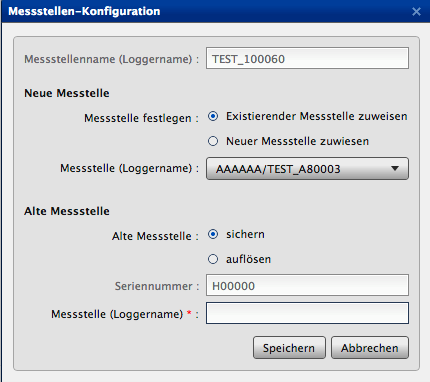 Messstellen-Konfiguration
Messstellenname (Loggername) : TEST_100060
Neue Messtelle
Messstelle festlegen : Existierender Messstelle zuweisen
Neuer Messstelle zuwiesen
Messstelle (Loggername) : AAAAAA/TEST_A80003
Alte Messstelle
Alte Messstelle : sichern
auflösen
Seriennummer : H00000
Messstelle (Loggername) * :
Speichern Abbrechen